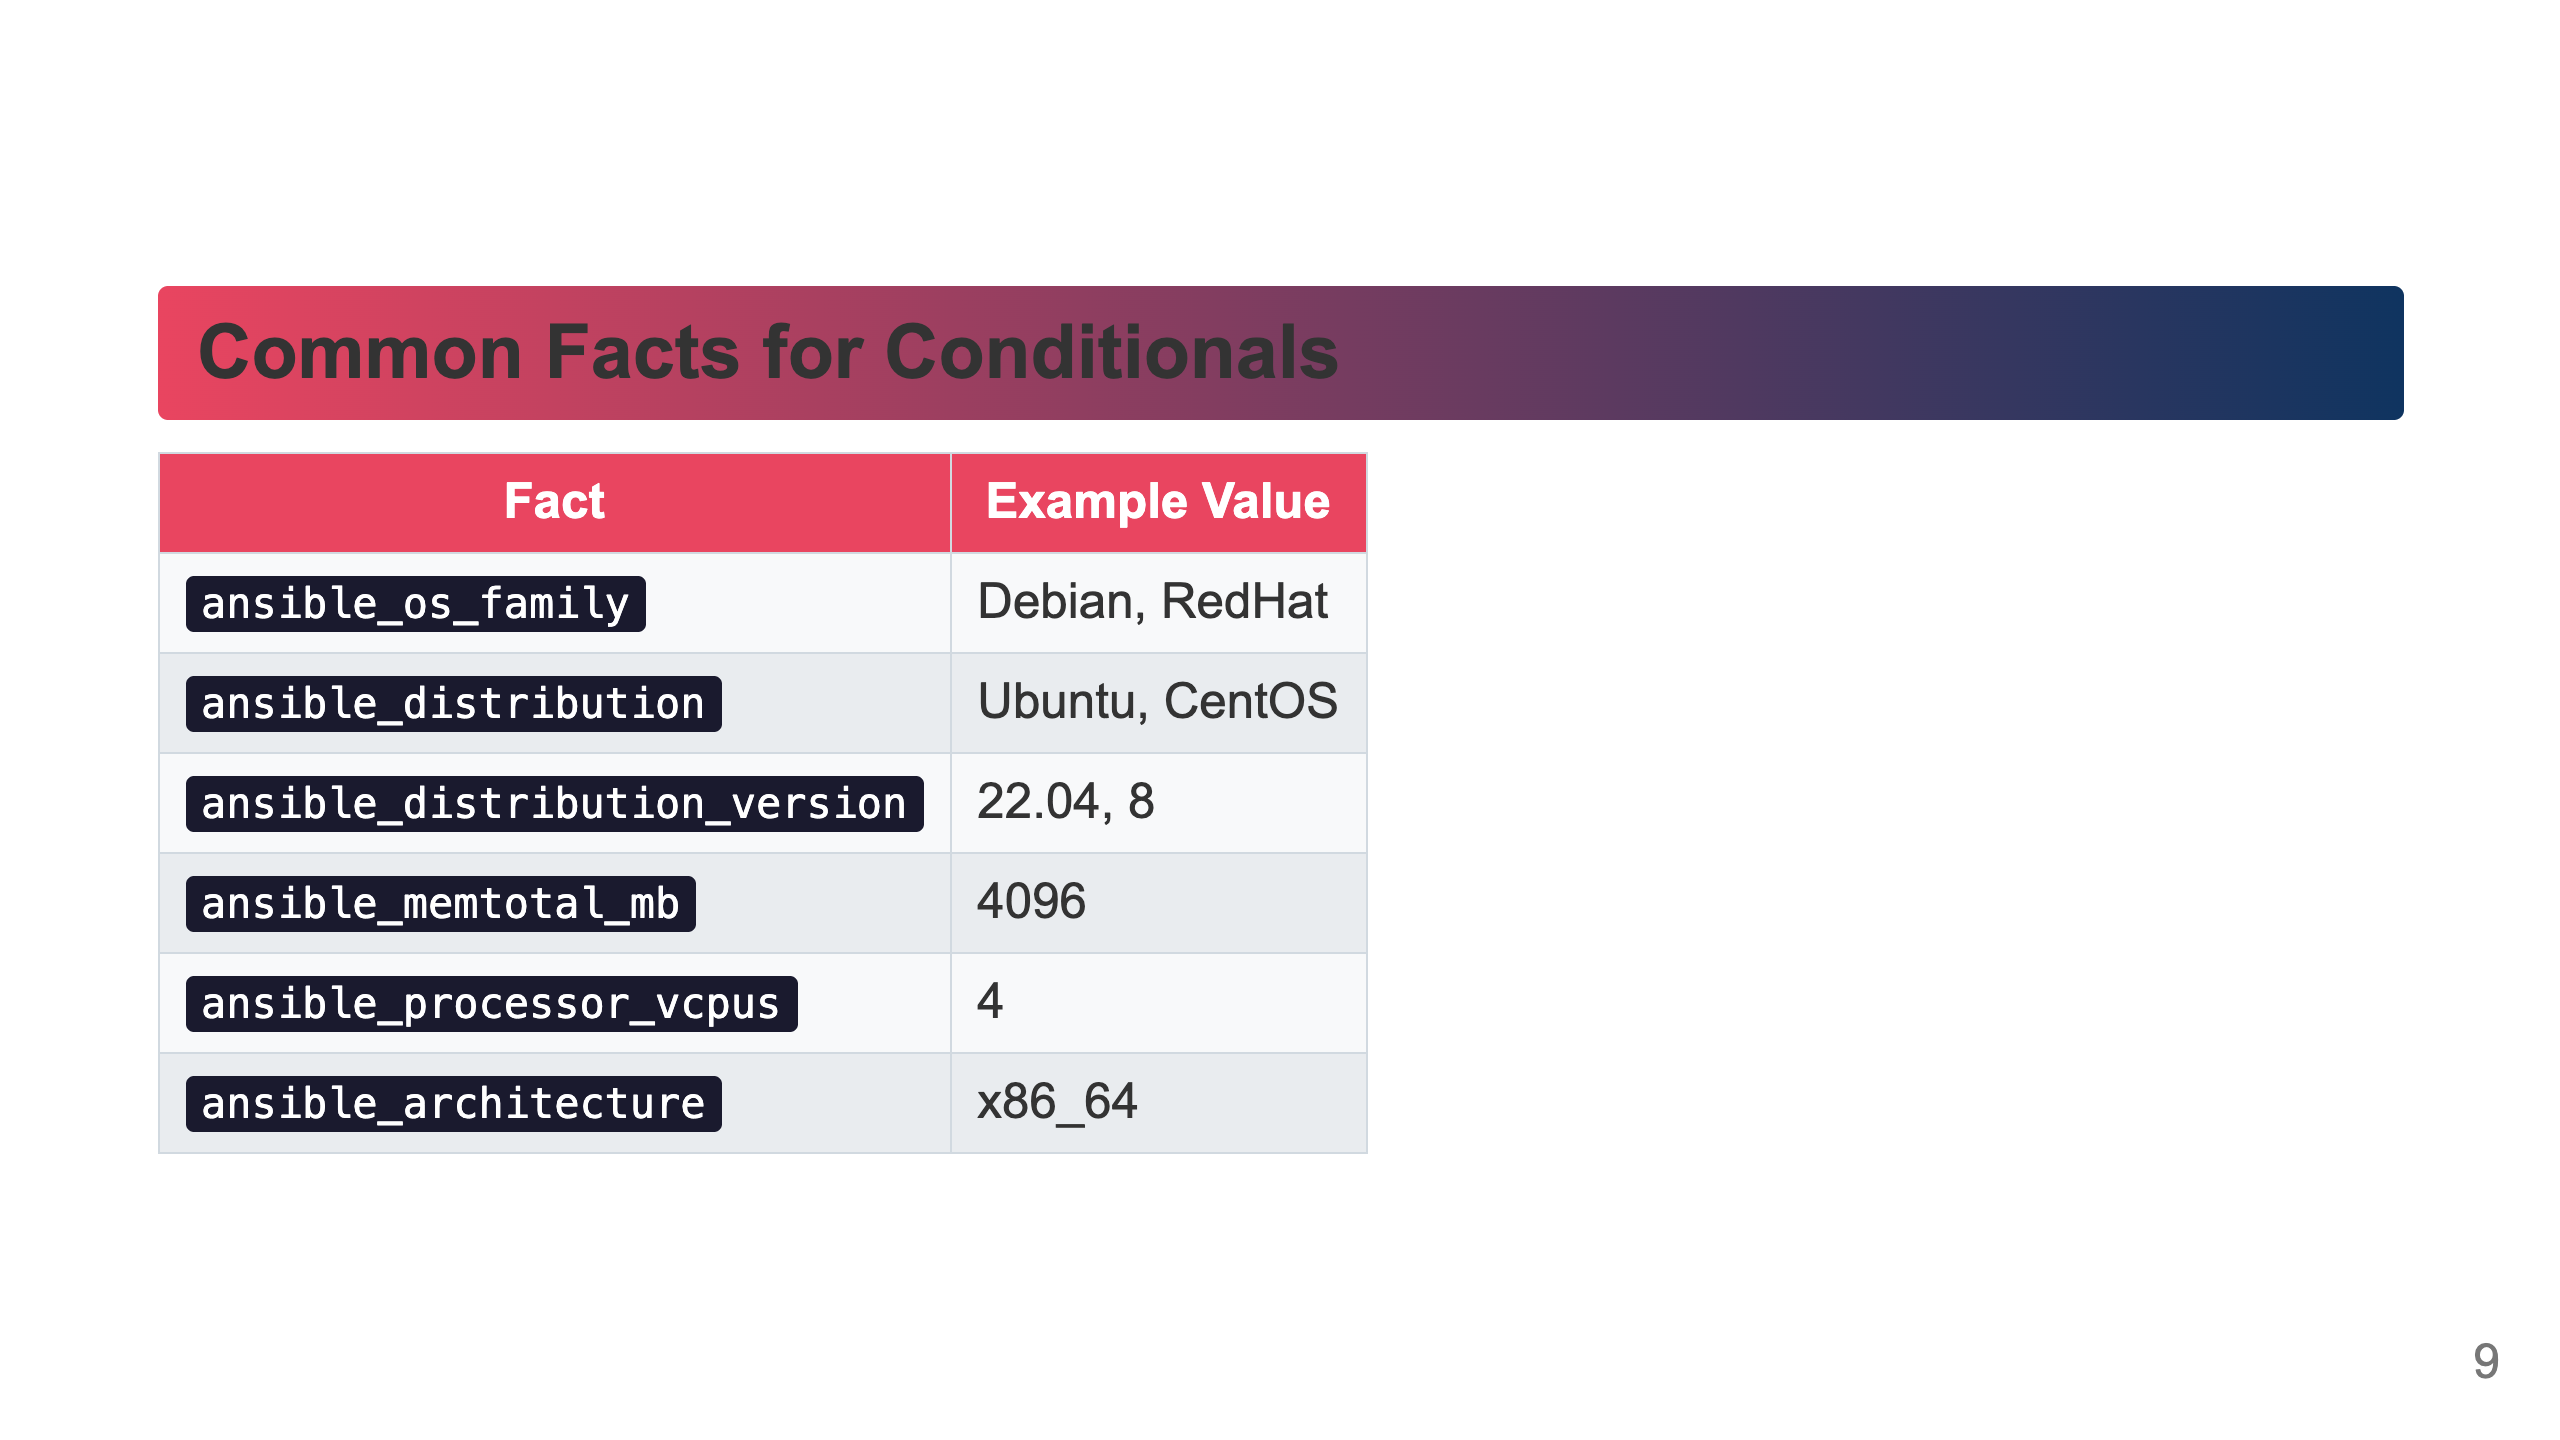 Common Facts for Conditionals
Fact Example Value
ansible_os_family Debian, RedHat
ansible_distribution Ubuntu, CentOS
ansible_distribution_version 22.04, 8
ansible_memtotal_mb 4096
ansible_processor_vcpus 4
ansible_architecture x86_64
9